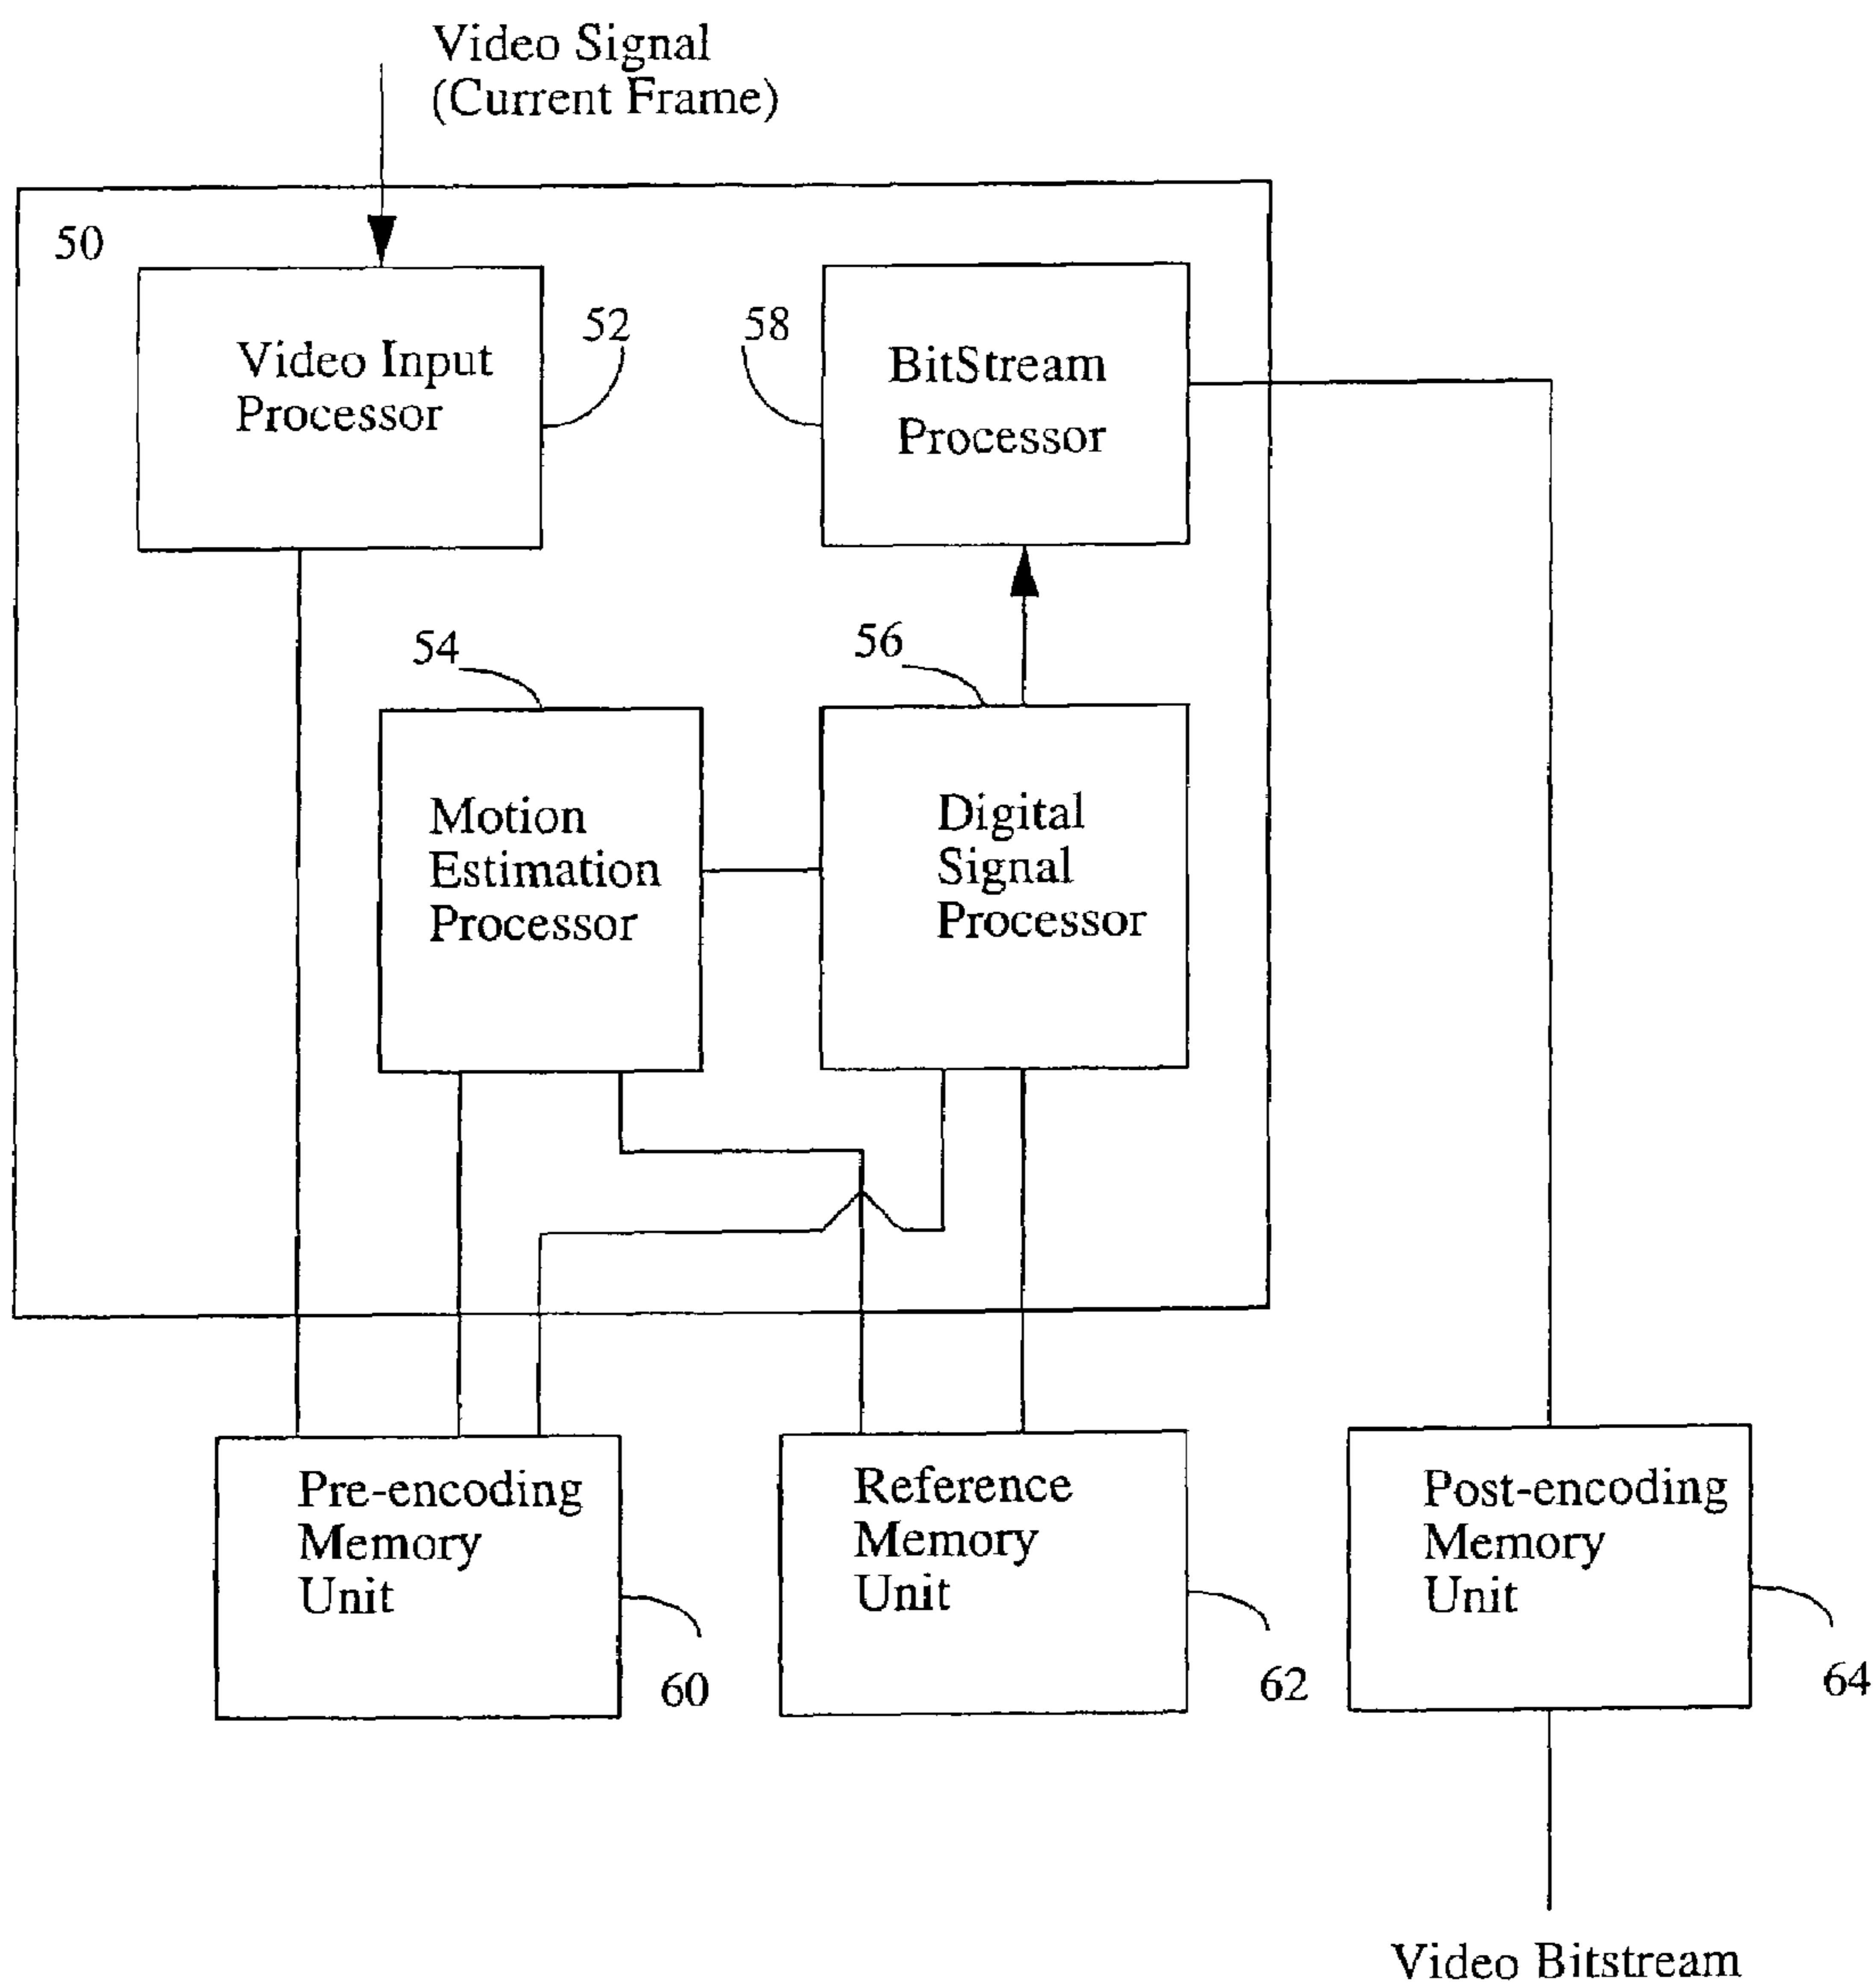 Video Signal
(Current Frame)
50
Video Input
Processor
52
58
BitStream
Processor
54
56
Motion
Estimation
Processor
Digital
Signal
Processor
Pre-encoding
Memory
Unit
60
Reference
Memory
Unit
62
Post-encoding
Memory
Unit
64
Video Bitstream